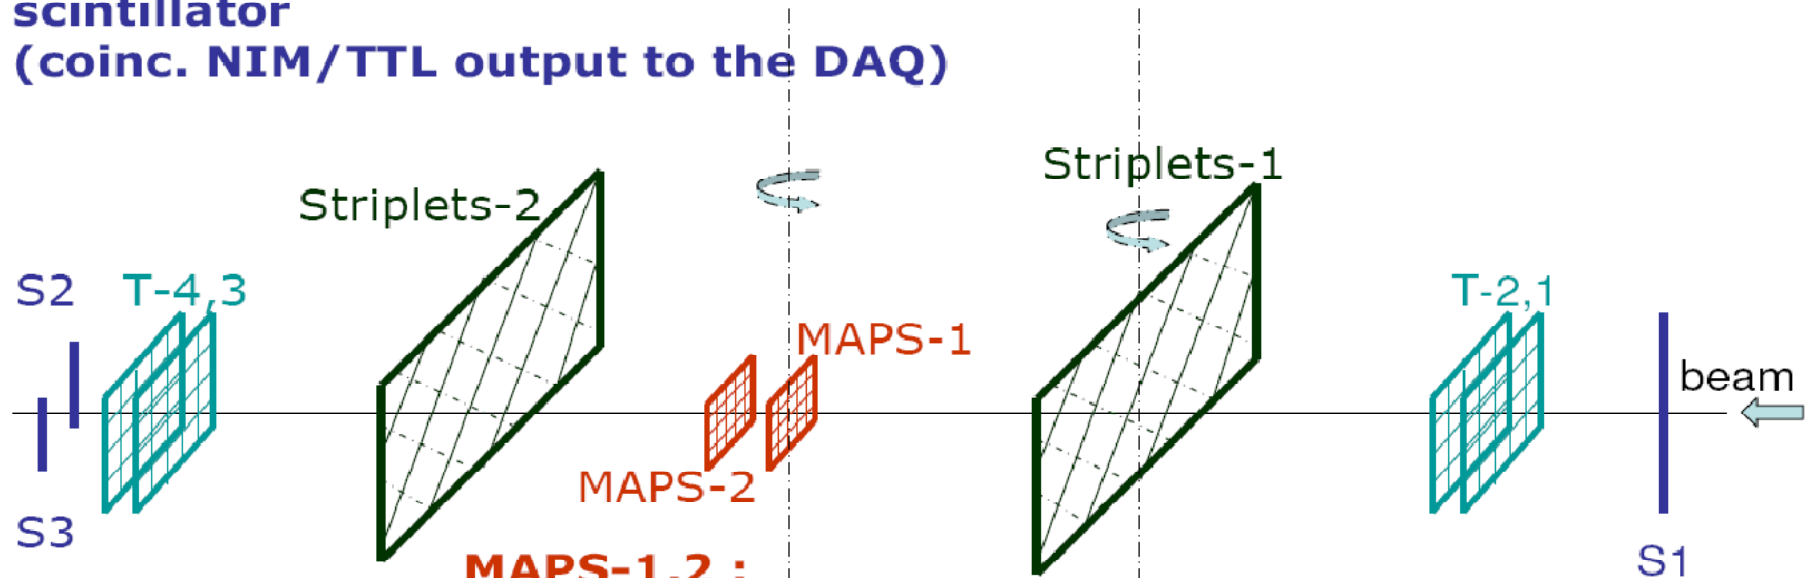 scintillator
(coinc. NIM/TTL output to the DAQ)
Striplets-1
Striplets-2
S2
T-4,3
T-2,1
MAPS-1
beam
MAPS-2
S3
S1
MAPS-1,2 :